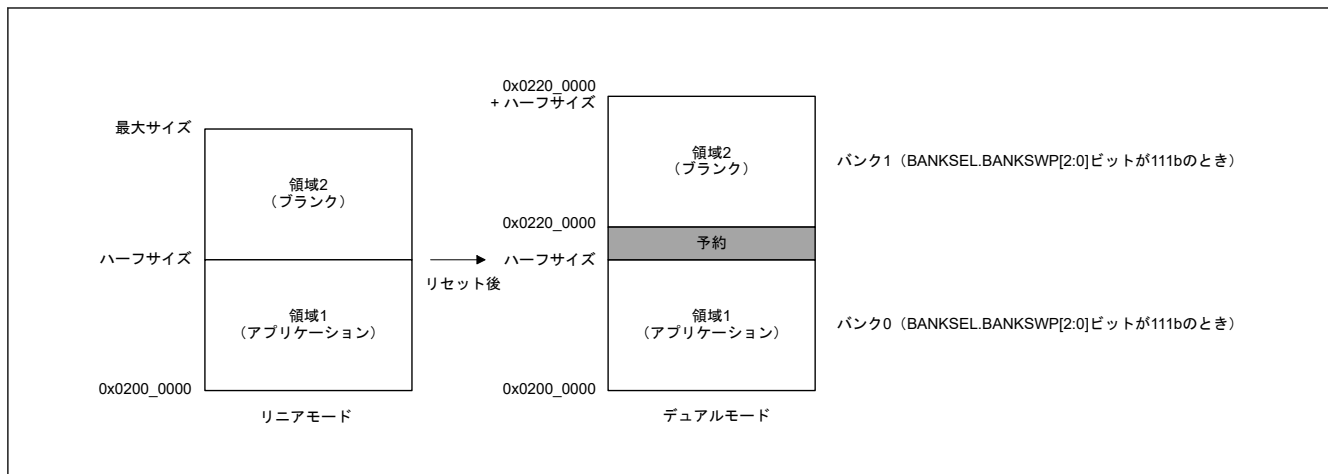 最大サイズ
領域2
（ブランク）
ハーフサイズ
領域1
（アプリケーション）
0x0200_0000
リニアモード
リセット後
0x0220_0000
+ ハーフサイズ
領域2
（ブランク）
0x0220_0000
予約
ハーフサイズ
領域1
（アプリケーション）
0x0200_0000
デュアルモード
バンク1（BANKSEL.BANKSWP[2:0]ビットが111bのとき）
バンク0（BANKSEL.BANKSWP[2:0]ビットが111bのとき）